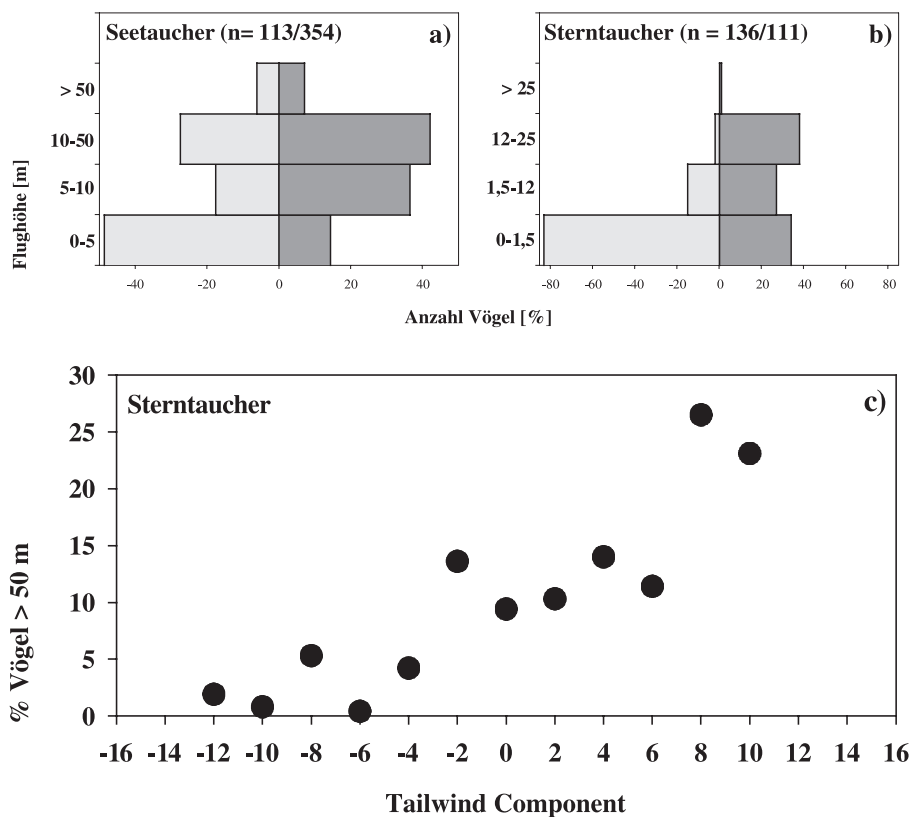 Seetaucher (n= 113/354)
a)
Flughöhe [m]
> 50
10-50
5-10
0-5
-40 -20 0 20 40
Sterntaucher (n = 136/111)
b)
> 25
12-25
1,5-12
0-1,5
-80 -60 -40 -20 0 20 40 60 80
Anzahl Vögel [%]
Sterntaucher
c)
% Vögel > 50 m
30
25
20
15
10
5
0
-16 -14 -12 -10 -8 -6 -4 -2 0 2 4 6 8 10 12 14 16
Tailwind Component